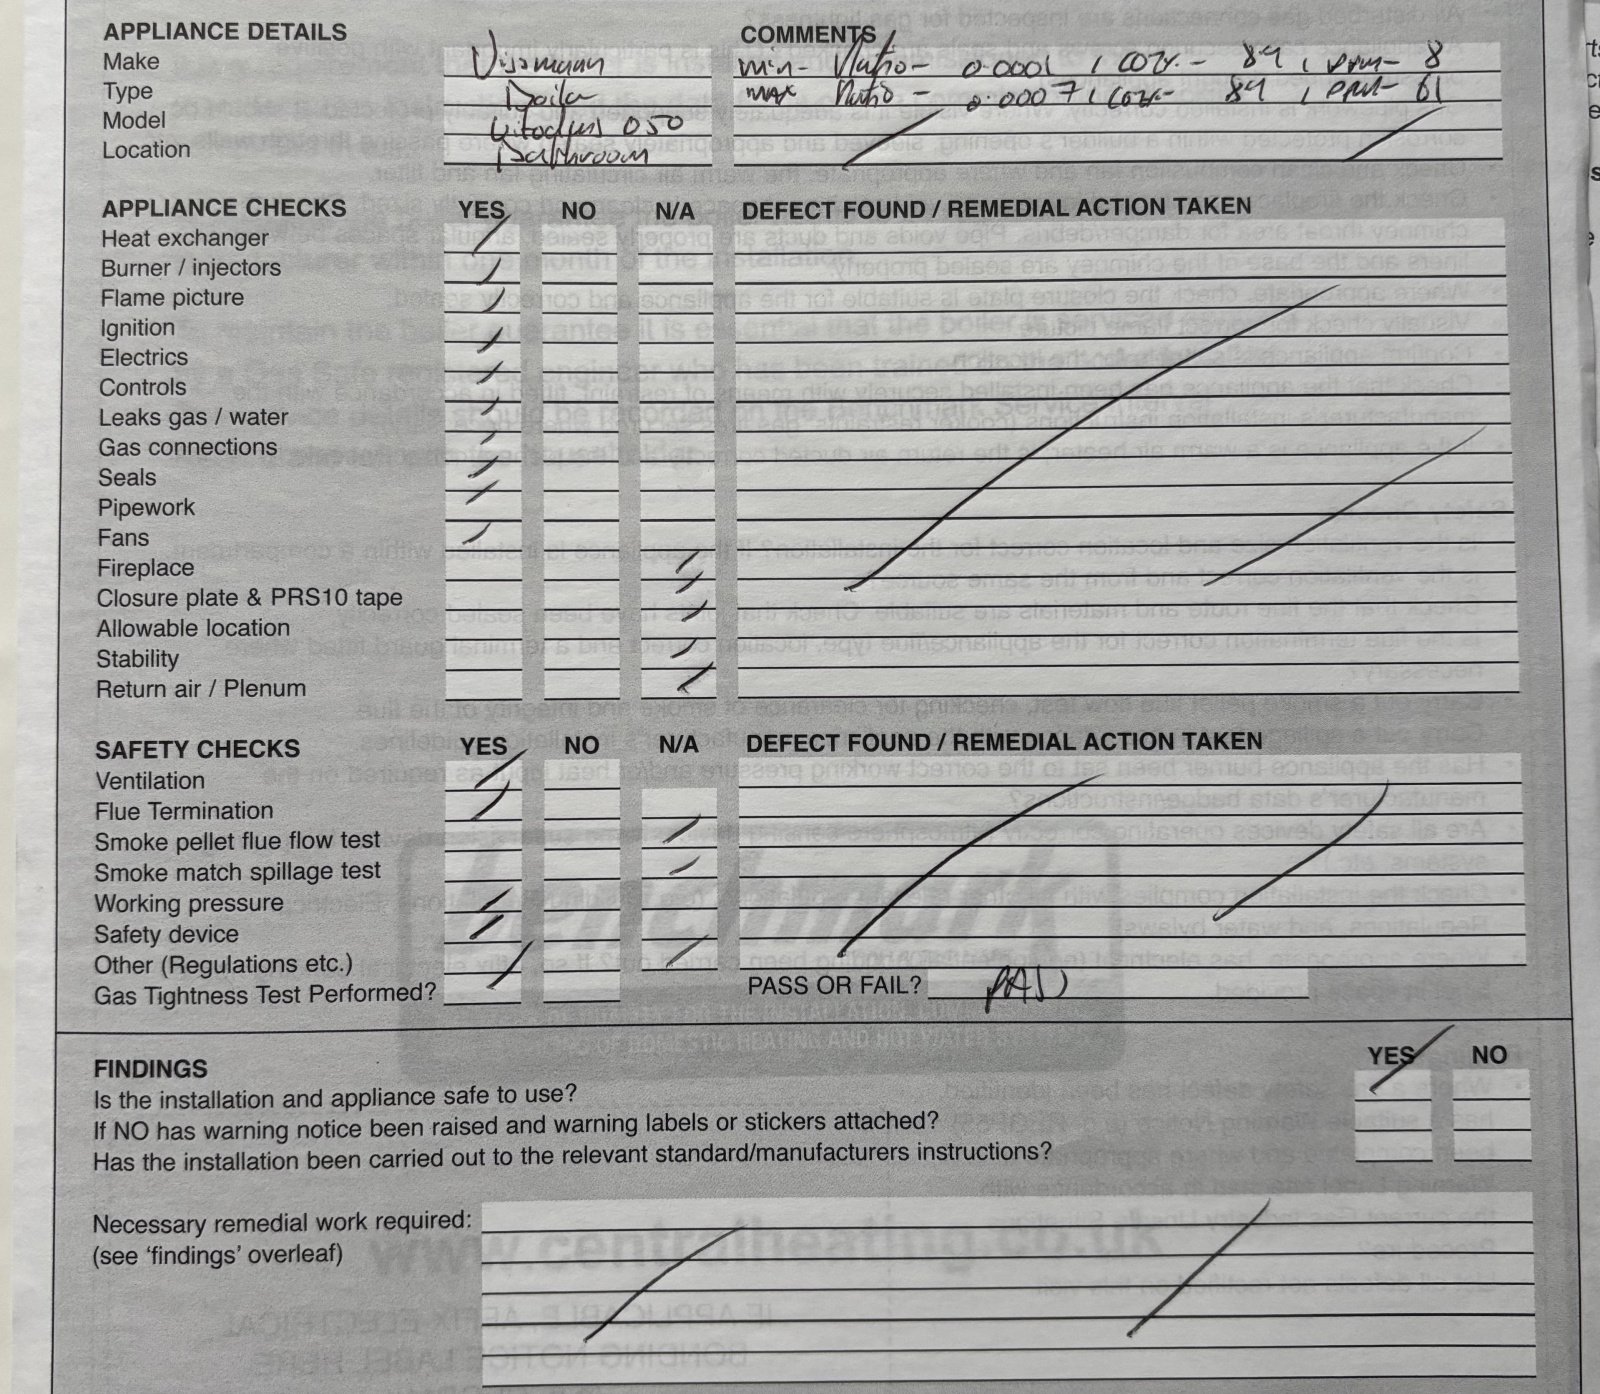 APPLIANCE DETAILS COMMENTS
Make Vissmann min- Ratio- 0.0001, CO2%- 8.9, ppm- 8
Type Boiler MAX Ratio- 0.0007, CO2%- 8.9, ppm- 61
Model Vitodens 050
Location Bathroom
APPLIANCE CHECKS YES NO N/A DEFECT FOUND / REMEDIAL ACTION TAKEN
Heat exchanger
Burner / injectors
Flame picture
Ignition
Electrics
Controls
Leaks gas / water
Gas connections
Seals
Pipework
Fans
Fireplace
Closure plate & PRS10 tape
Allowable location
Stability
Return air / Plenum
SAFETY CHECKS YES NO N/A DEFECT FOUND / REMEDIAL ACTION TAKEN
Ventilation
Flue Termination
Smoke pellet flue flow test
Smoke match spillage test
Working pressure
Safety device
Other (Regulations etc.)
Gas Tightness Test Performed? PASS OR FAIL? PASS
FINDINGS YES NO
Is the installation and appliance safe to use?
If NO has warning notice been raised and warning labels or stickers attached?
Has the installation been carried out to the relevant standard/manufacturers instructions?
Necessary remedial work required:
(see 'findings' overleaf)